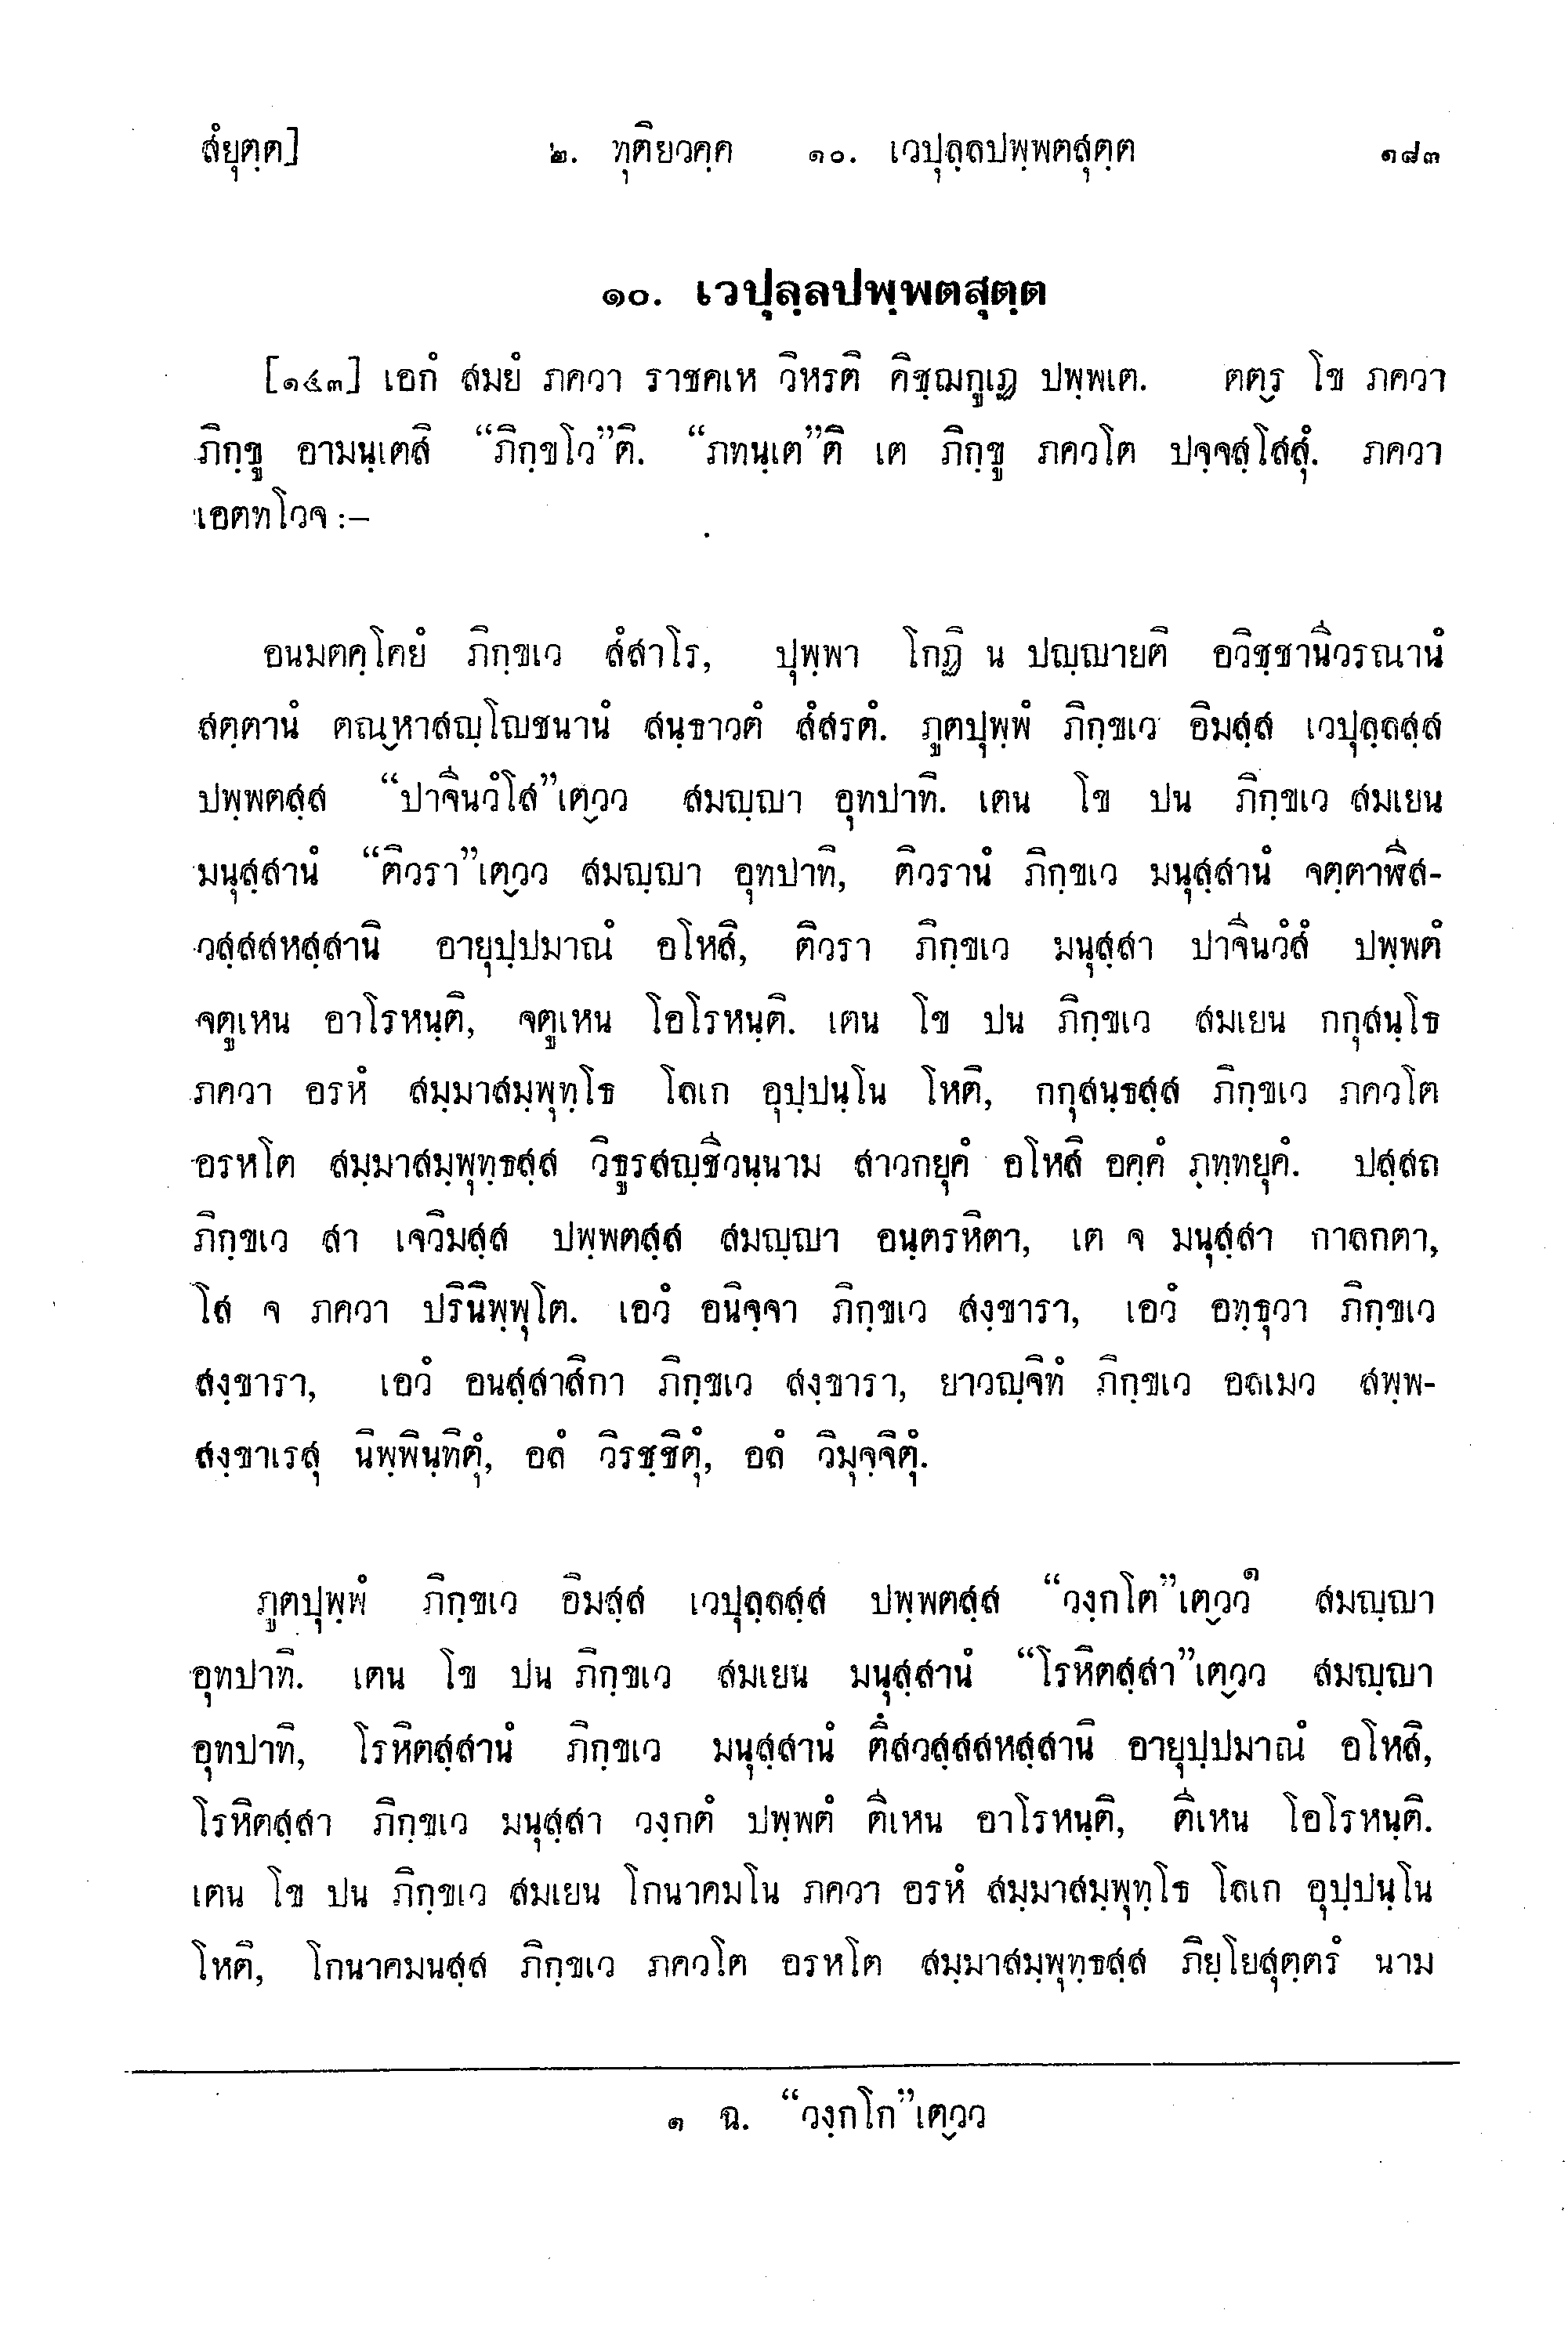 สํยุตฺต]
๒. ทุติยวคฺค ๑๐. เวปุลฺลปพฺพตสุตฺต
๑๘๓
๑๐. เวปุลฺลปพฺพตสุตฺต
[๑๔๓] เอกํ สมยํ ภควา ราชคเห วิหรติ คิชฺฌกูเฏ ปพฺพเต. ตตฺร โข ภควา
ภิกฺขู อามนฺเตสิ “ภิกฺขโว”ติ. “ภทนฺเต”ติ เต ภิกฺขู ภควโต ปจฺจสฺโสสุํ. ภควา
เอตทโวจ :–
อนมตคฺโคยํ ภิกฺขเว สํสาโร, ปุพฺพา โกฏิ น ปญฺญายติ อวิชฺชานีวรณานํ
สตฺตานํ ตณฺหาสญฺโญชนานํ สนฺธาวตํ สํสรตํ. ภูตปุพฺพํ ภิกฺขเว อิมสฺส เวปุลฺลสฺส
ปพฺพตสฺส “ปาจีนวํโส”เตฺวว สมญฺญา อุทปาทิ. เตน โข ปน ภิกฺขเว สมเยน
มนุสฺสานํ “ติวรา”เตฺวว สมญฺญา อุทปาทิ, ติวรานํ ภิกฺขเว มนุสฺสานํ จตฺตาฬีส-
วสฺสสหสฺสานิ อายุปฺปมาณํ อโหสิ, ติวรา ภิกฺขเว มนุสฺสา ปาจีนวํสํ ปพฺพตํ
จตูเหน อาโรหนฺติ, จตูเหน โอโรหนฺติ. เตน โข ปน ภิกฺขเว สมเยน กกุสนฺโธ
ภควา อรหํ สมฺมาสมฺพุทฺโธ โลเก อุปฺปนฺโน โหติ, กกุสนฺธสฺส ภิกฺขเว ภควโต
อรหโต สมฺมาสมฺพุทฺธสฺส วิธูรสญฺชีวนฺนาม สาวกยุคํ อโหสิ อคฺคํ ภทฺทยุคํ. ปสฺสถ
ภิกฺขเว สา เจวิมสฺส ปพฺพตสฺส สมญฺญา อนฺตรหิตา, เต จ มนุสฺสา กาลกตา,
โส จ ภควา ปรินิพฺพุโต. เอวํ อนิจฺจา ภิกฺขเว สงฺขารา, เอวํ อทฺธุวา ภิกฺขเว
สงฺขารา, เอวํ อนสฺสาสิกา ภิกฺขเว สงฺขารา, ยาวญฺจิทํ ภิกฺขเว อลเมว สพฺพ-
สงฺขาเรสุ นิพฺพินฺทิตุํ, อลํ วิรชฺชิตุํ, อลํ วิมุจฺจิตุํ.
ภูตปุพฺพํ ภิกฺขเว อิมสฺส เวปุลฺลสฺส ปพฺพตสฺส “วงฺกโต”เตฺวว๑ สมญฺญา
อุทปาทิ. เตน โข ปน ภิกฺขเว สมเยน มนุสฺสานํ “โรหิตสฺสา”เตฺวว สมญฺญา
อุทปาทิ, โรหิตสฺสานํ ภิกฺขเว มนุสฺสานํ ตึสวสฺสสหสฺสานิ อายุปฺปมาณํ อโหสิ,
โรหิตสฺสา ภิกฺขเว มนุสฺสา วงฺกตํ ปพฺพตํ ตีเหน อาโรหนฺติ, ตีเหน โอโรหนฺติ.
เตน โข ปน ภิกฺขเว สมเยน โกนาคมโน ภควา อรหํ สมฺมาสมฺพุทฺโธ โลเก อุปฺปนฺโน
โหติ, โกนาคมนสฺส ภิกฺขเว ภควโต อรหโต สมฺมาสมฺพุทฺธสฺส ภิยฺโยสุตฺตรํ นาม
๑ ฉ. “วงฺกโก”เตฺวว